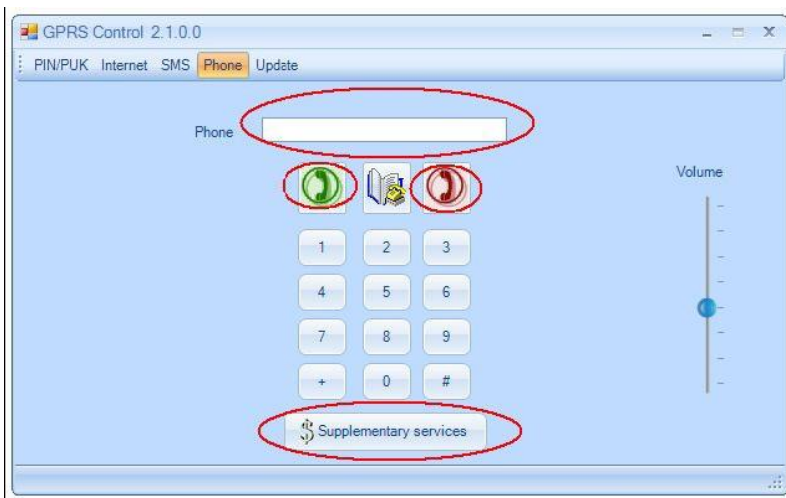 GPRS Control 2.1.0.0
PIN/PUK Internet SMS Phone Update
Phone
Volume
1 2 3
4 5 6
7 8 9
+ 0 #
$ Supplementary services